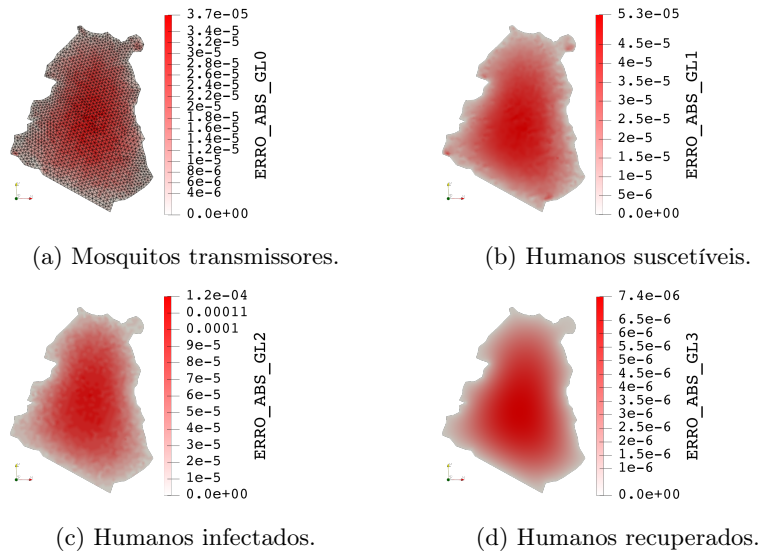 3.7e-05
3.4e-5
3.2e-5
3e-5
2.8e-5
2.6e-5
2.4e-5
2.2e-5
2e-5
1.8e-5
1.6e-5
1.4e-5
1.2e-5
1e-5
8e-6
6e-6
4e-6
0.0e+00
ERRO_ABS_GL0
(a) Mosquitos transmissores.
5.3e-05
4.5e-5
4e-5
3.5e-5
3e-5
2.5e-5
2e-5
1.5e-5
1e-5
5e-6
0.0e+00
ERRO_ABS_GL1
(b) Humanos suscetíveis.
1.2e-04
0.00011
0.0001
9e-5
8e-5
7e-5
6e-5
5e-5
4e-5
3e-5
2e-5
1e-5
0.0e+00
ERRO_ABS_GL2
(c) Humanos infectados.
7.4e-06
6.5e-6
6e-6
5.5e-6
5e-6
4.5e-6
4e-6
3.5e-6
3e-6
2.5e-6
2e-6
1.5e-6
1e-6
0.0e+00
ERRO_ABS_GL3
(d) Humanos recuperados.